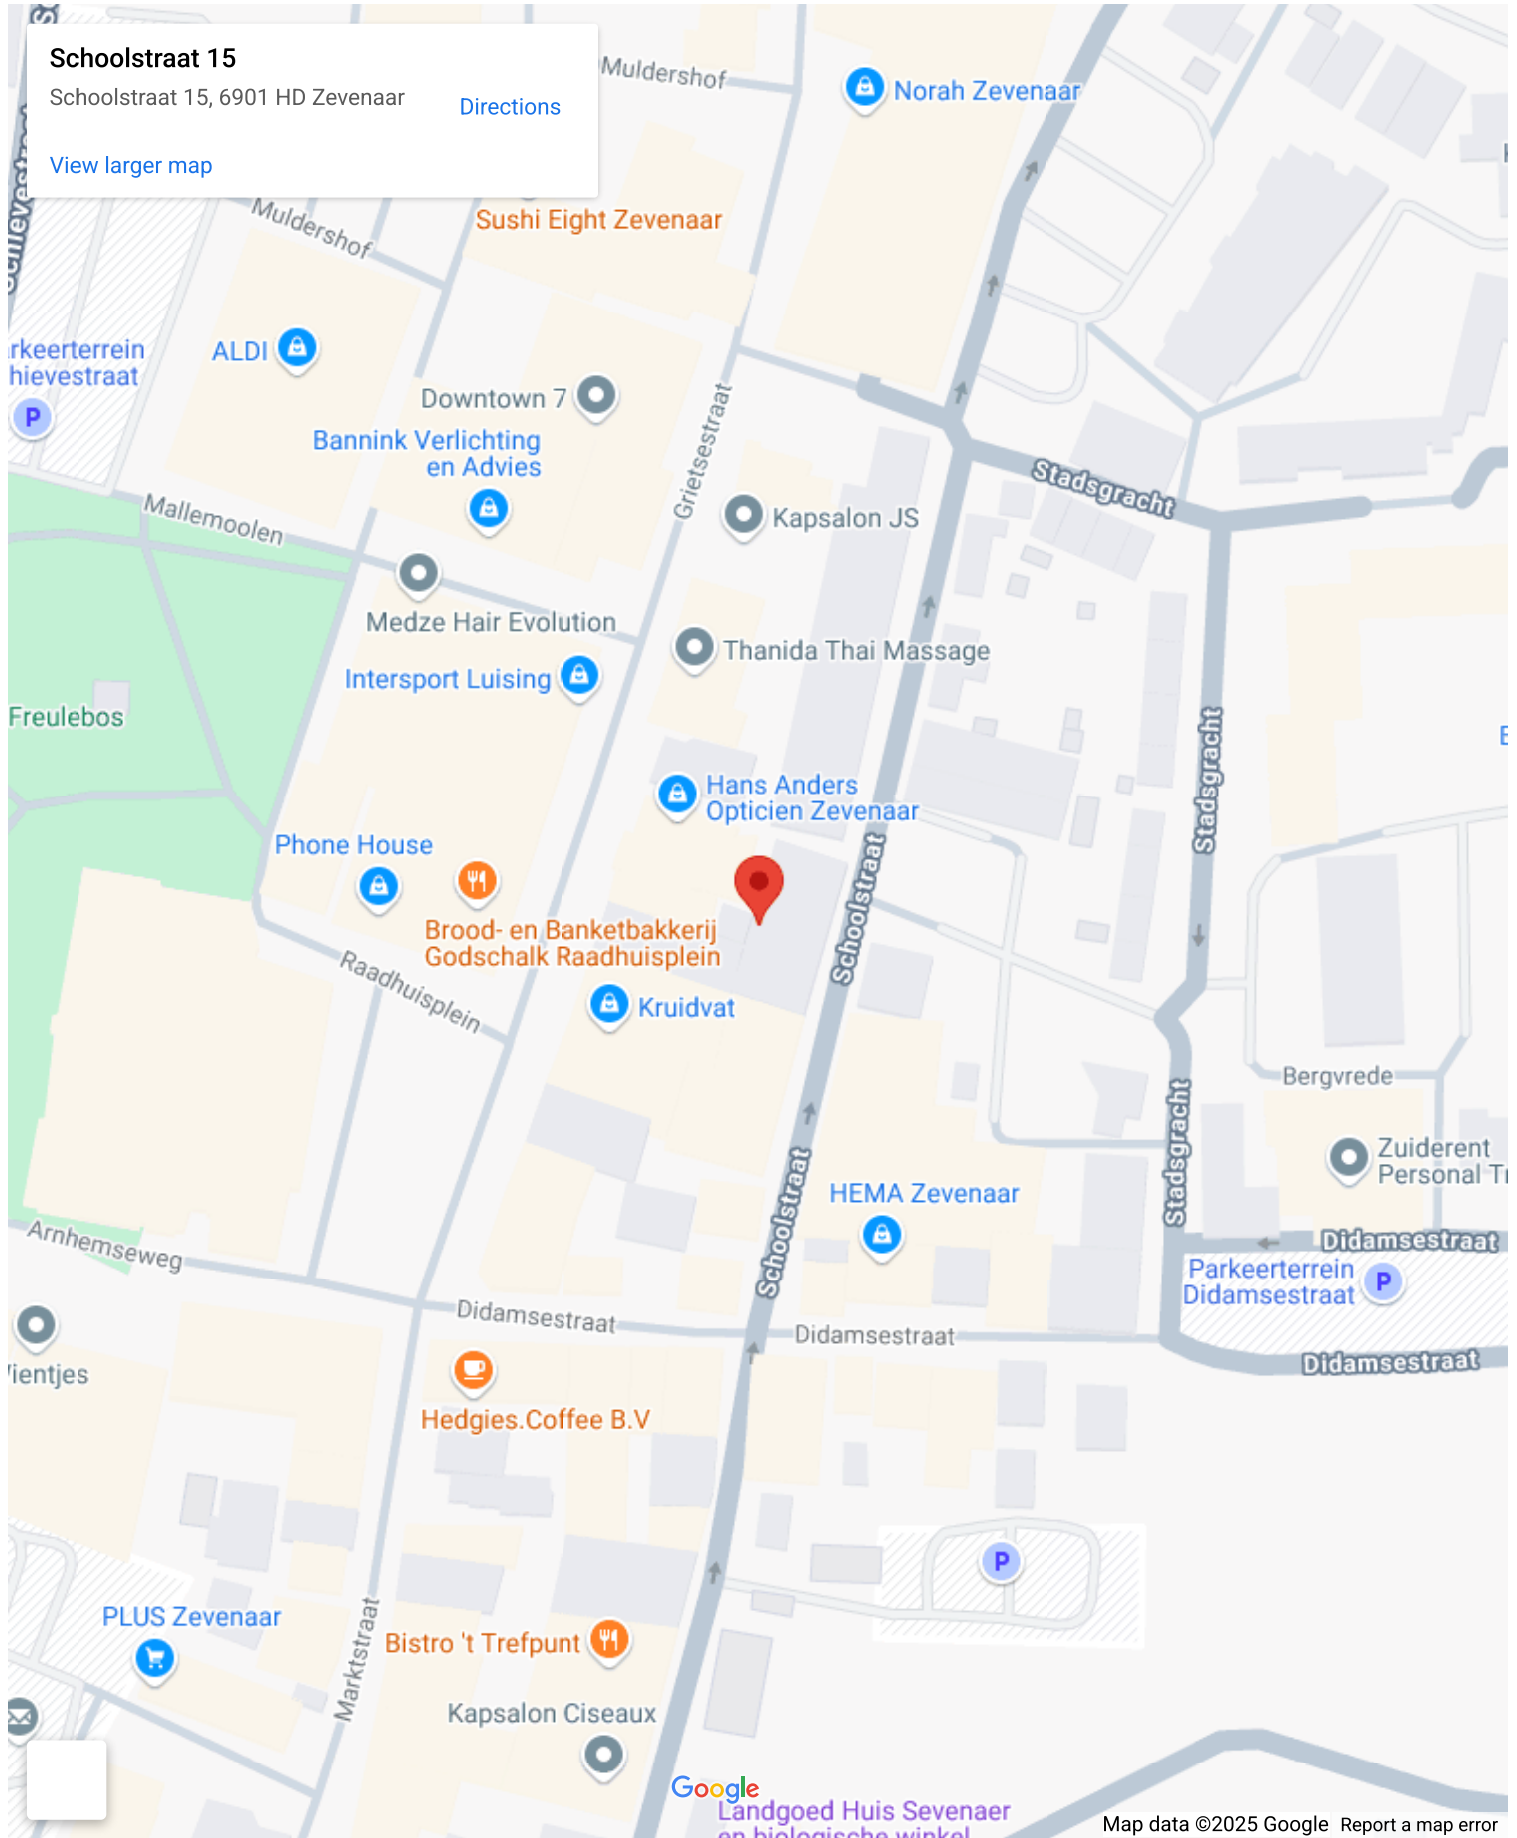 Schoolstraat 15
Schoolstraat 15, 6901 HD Zevenaar
Directions
View larger map
Muldershof
Norah Zevenaar
Muldershof
Sushi Eight Zevenaar
ALDI
Downtown 7
Bannink Verlichting
en Advies
Grietsestraat
Stadsgracht
Mallemoolen
Kapsalon JS
Medze Hair Evolution
Thanida Thai Massage
Intersport Luising
Freulebos
Stadsgracht
Hans Anders
Opticien Zevenaar
Phone House
Schoolstraat
Brood- en Banketbakkerij
Godschalk Raadhuisplein
Raadhuisplein
Kruidvat
Bergvrede
Stadsgracht
Zuiderent
Personal
Schoolstraat
HEMA Zevenaar
Arnhemseweg
Didamsestraat
Parkeerterrein
Didamsestraat
P
Didamsestraat
Didamsestraat
Didamsestraat
Hedgies.Coffee B.V
P
PLUS Zevenaar
Marktstraat
Bistro 't Trefpunt
Kapsalon Ciseaux
Google
Landgoed Huis Sevenaer
en biologische winkel
Map data ©2025 Google
Report a map error
P